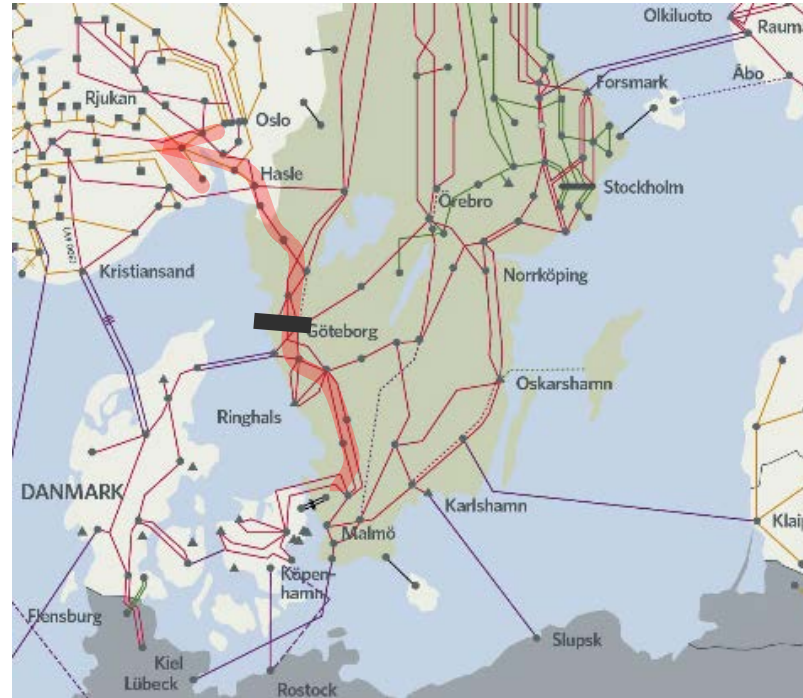 Olkiluoto
Rauma
Rjukan
Forsmark
Åbo
Oslo
Hasle
Stockholm
Örebro
Kristiansand
Norrköping
Göteborg
Oskarshamn
Ringhals
DANMARK
Karlshamn
Malmö
Klaip
Köpen-
hamn
Flensburg
Slupsk
Kiel
Lübeck
Rostock